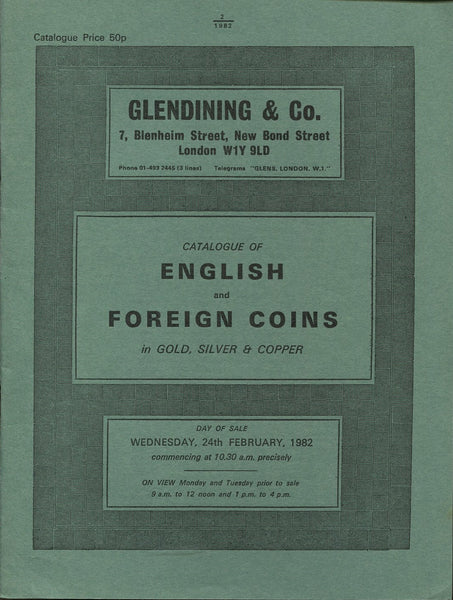 2
1982
Catalogue Price 50p
GLENDINING & Co.
7, Blenheim Street, New Bond Street
London W1Y 9LD
Phone 01-493 2445 (3 lines) Telegrams "GLENS, LONDON, W.1."
CATALOGUE OF
ENGLISH
and
FOREIGN COINS
in GOLD, SILVER & COPPER
DAY OF SALE
WEDNESDAY, 24th FEBRUARY, 1982
commencing at 10.30 a.m. precisely
ON VIEW Monday and Tuesday prior to sale
9 a.m. to 12 noon and 1 p.m. to 4 p.m.